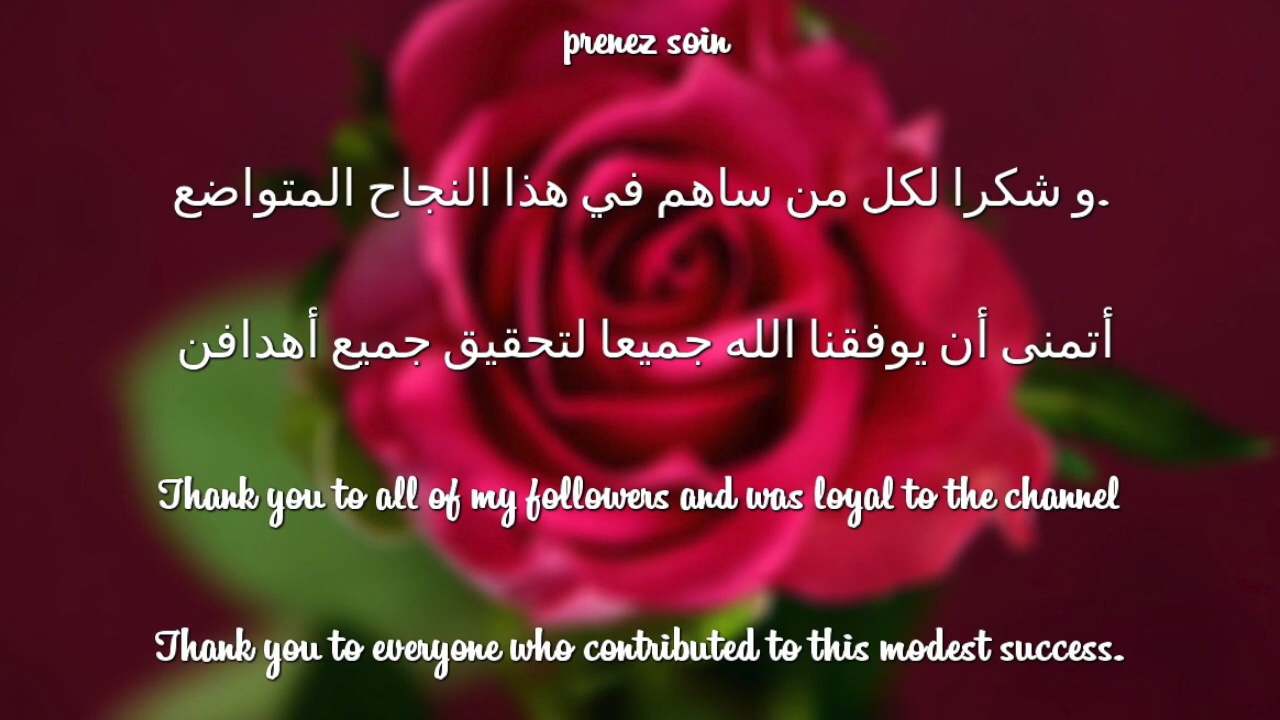 prenez soin
و شكرا لكل من ساهم في هذا النجاح المتواضع.
أتمنى أن يوفقنا الله جميعا لتحقيق جميع أهدافن
Thank you to all of my followers and was loyal to the channel
Thank you to everyone who contributed to this modest success.